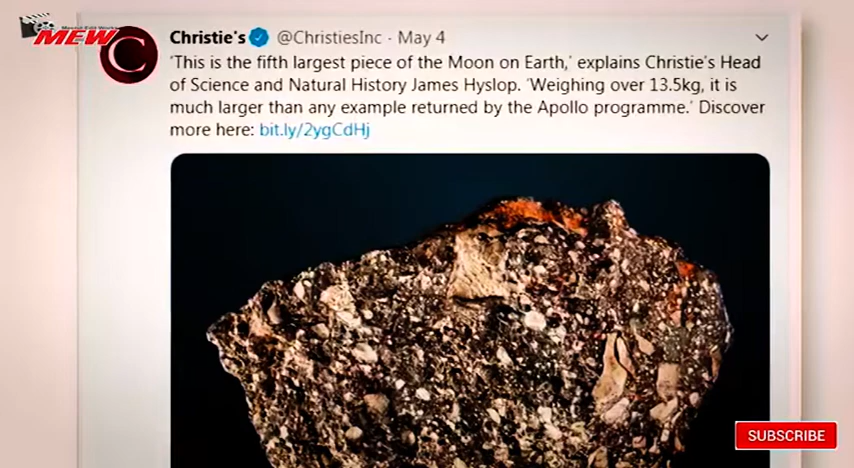 MEW
Christie's @ChristiesInc · May 4
'This is the fifth largest piece of the Moon on Earth,' explains Christie's Head
of Science and Natural History James Hyslop. 'Weighing over 13.5kg, it is
much larger than any example returned by the Apollo programme.' Discover
more here: bit.ly/2ygCdHj
SUBSCRIBE